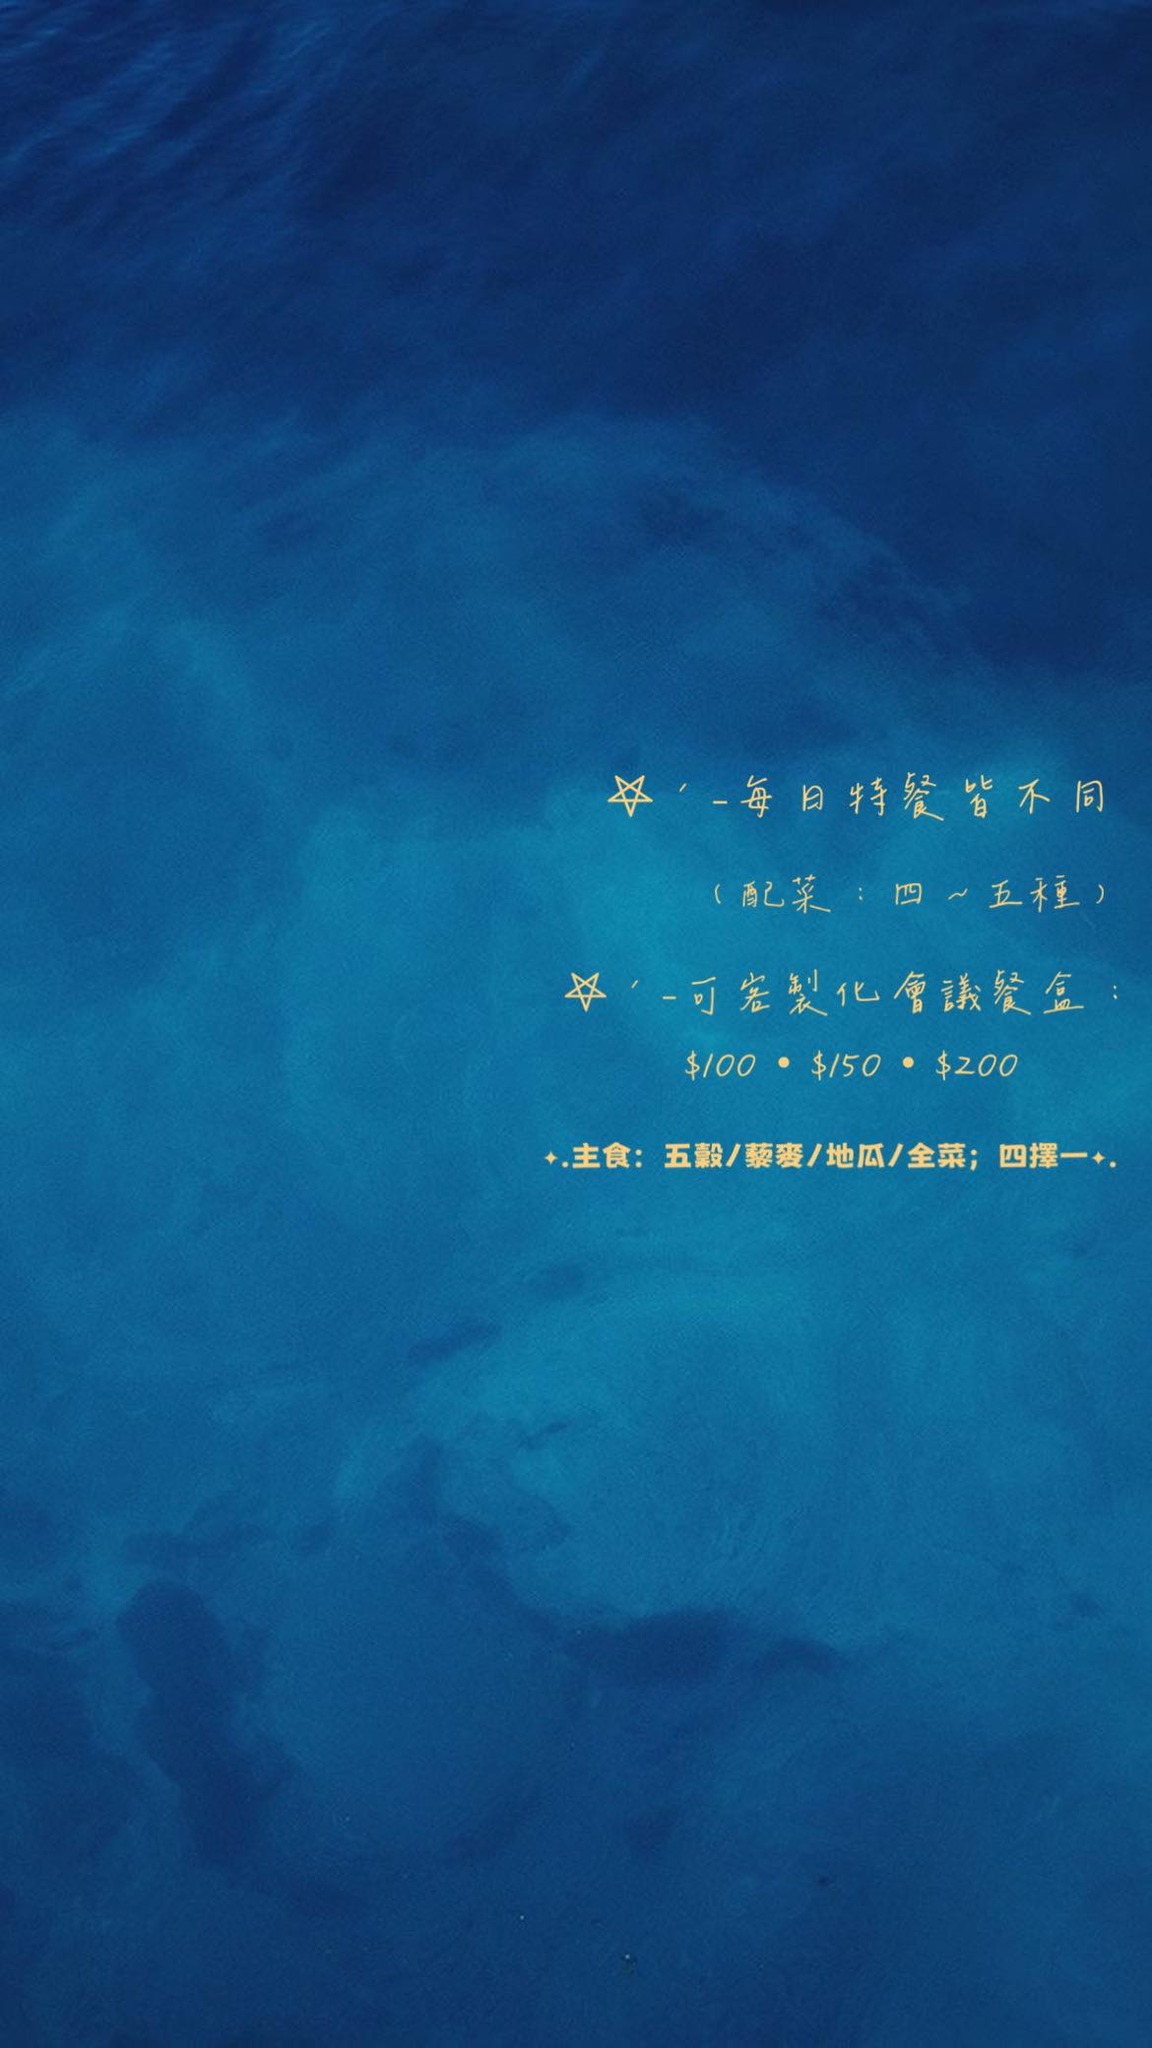 ☆ˊ˗每日特餐皆不同
（配菜：四～五種）
☆ˊ˗可客製化會議餐盒：
$100•$150•$200
✦.主食：五穀/藜麥/地瓜/全菜；四擇一✦.